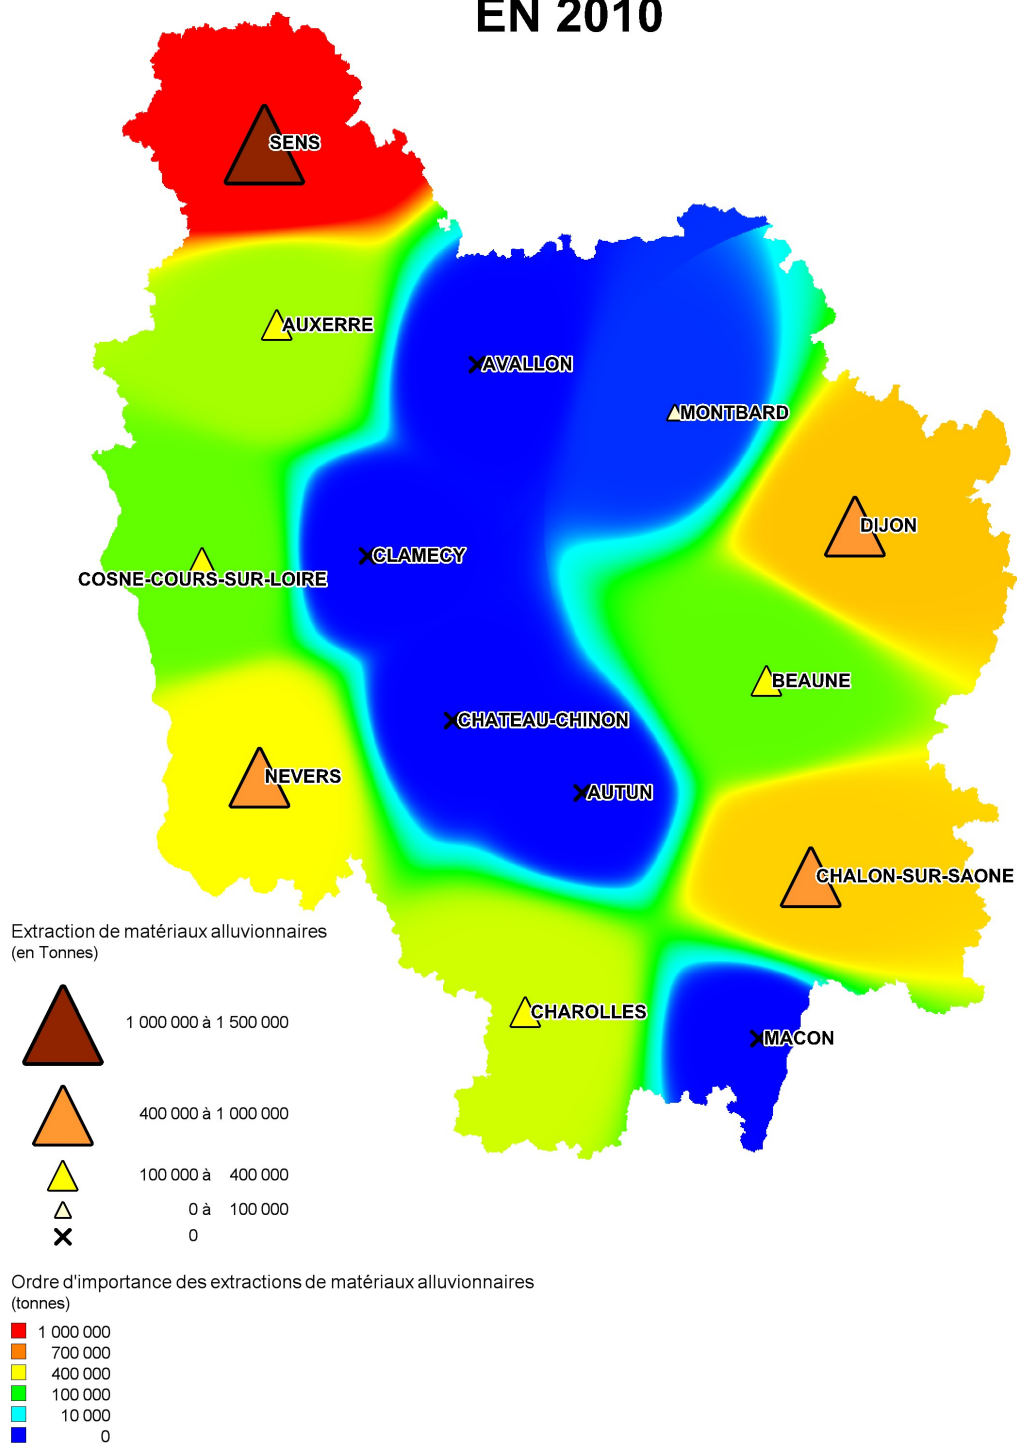 EN 2010
SENS
AUXERRE
AVALLON
MONTBARD
DIJON
CLAMECY
COSNE-COURS-SUR-LOIRE
BEAUNE
CHATEAU-CHINON
NEVERS
AUTUN
CHALON-SUR-SAONE
CHAROLLES
MACON
Extraction de matériaux alluvionnaires
(en Tonnes)
1 000 000 à 1 500 000
400 000 à 1 000 000
100 000 à 400 000
0 à 100 000
0
Ordre d'importance des extractions de matériaux alluvionnaires
(tonnes)
1 000 000
700 000
400 000
100 000
10 000
0